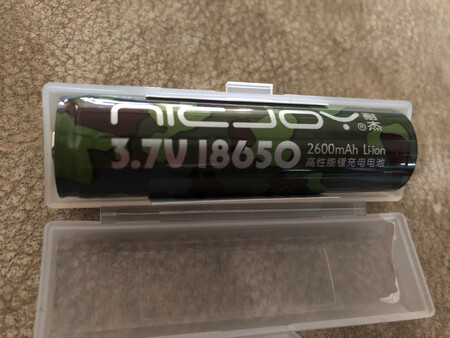 nicjoy 耐杰®
3.7V 18650
2600mAh Li-ion
高性能锂充电电池